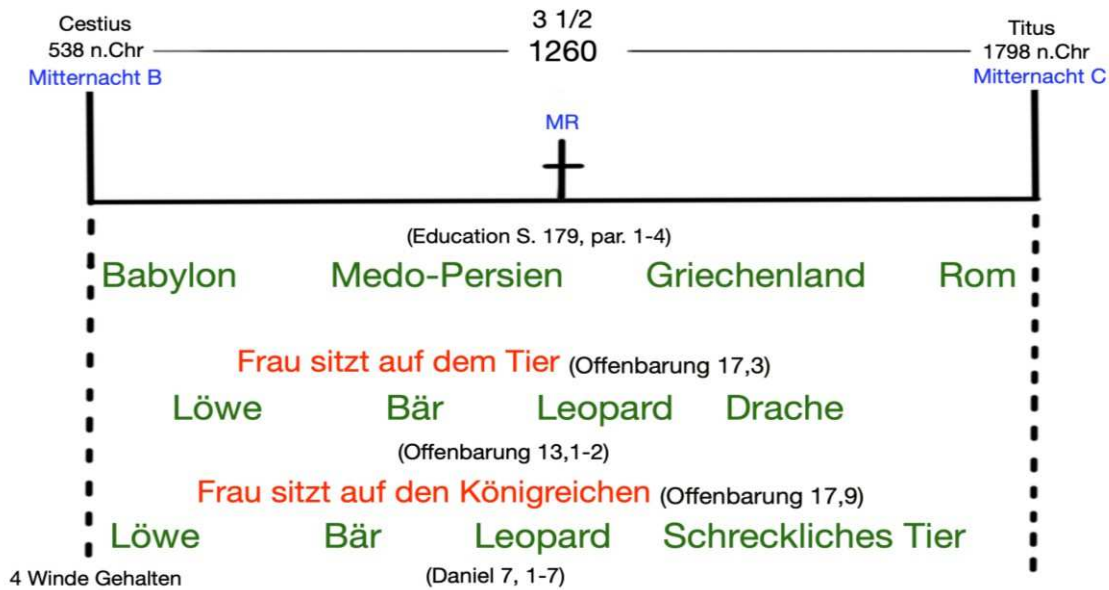 Cestius
538 n.Chr
Mitternacht B
3 1/2
1260
Titus
1798 n.Chr
Mitternacht C
MR
(Education S. 179, par. 1-4)
Babylon Medo-Persien Griechenland Rom
Frau sitzt auf dem Tier (Offenbarung 17,3)
Löwe Bär Leopard Drache
(Offenbarung 13,1-2)
Frau sitzt auf den Königreichen (Offenbarung 17,9)
Löwe Bär Leopard Schreckliches Tier
4 Winde Gehalten
(Daniel 7, 1-7)